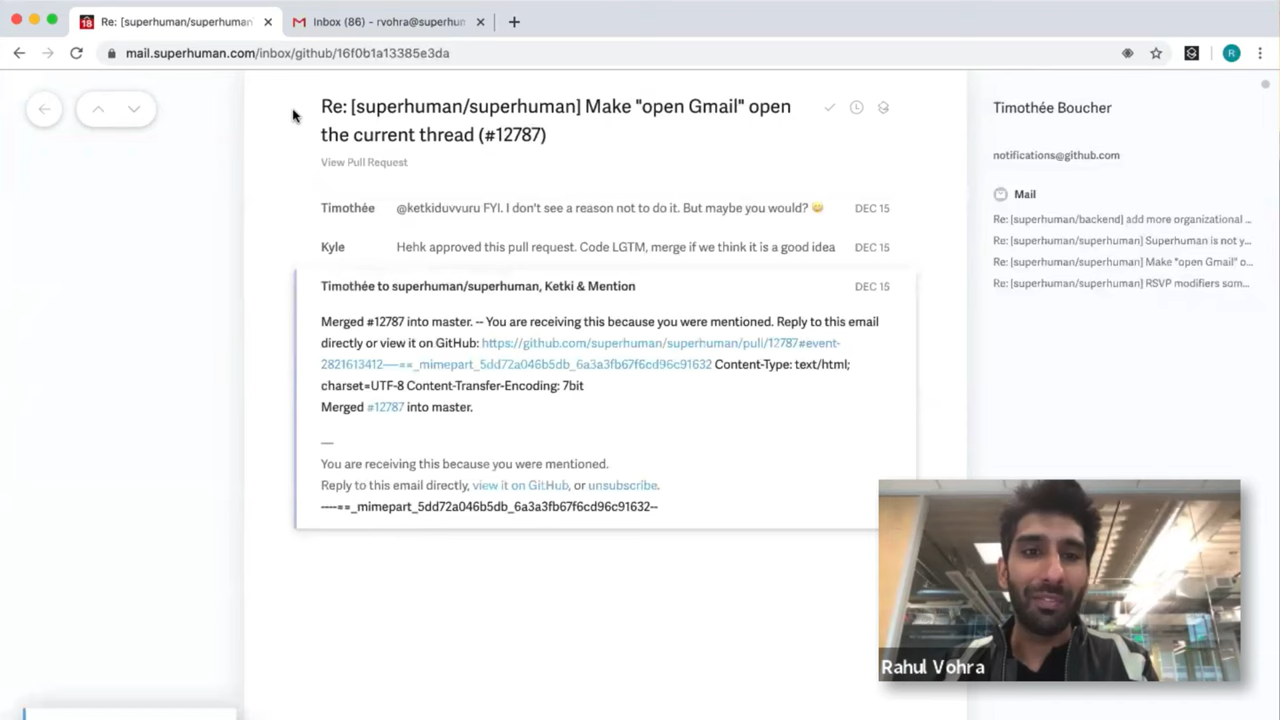 Re: [superhuman/superhuman]
Inbox (86) - rvohra@superhum
mail.superhuman.com/inbox/github/16f0b1a13385e3da
R
18
Re: [superhuman/superhuman] Make "open Gmail" open
the current thread (#12787)
View Pull Request
Timothée @ketkiduvvuru FYI. I don't see a reason not to do it. But maybe you would? 😄 DEC 15
Kyle Hehk approved this pull request. Code LGTM, merge if we think it is a good idea DEC 15
Timothée to superhuman/superhuman, Ketki & Mention DEC 15
Merged #12787 into master. -- You are receiving this because you were mentioned. Reply to this email
directly or view it on GitHub: https://github.com/superhuman/superhuman/pull/12787#event-
2821613412----==_mimepart_5dd72a046b5db_6a3a3fb67f6cd96c91632 Content-Type: text/html;
charset=UTF-8 Content-Transfer-Encoding: 7bit
Merged #12787 into master.
—
You are receiving this because you were mentioned.
Reply to this email directly, view it on GitHub, or unsubscribe.
----==_mimepart_5dd72a046b5db_6a3a3fb67f6cd96c91632--
Timothée Boucher
notifications@github.com
Mail
Re: [superhuman/backend] add more organizational ...
Re: [superhuman/superhuman] Superhuman is not y...
Re: [superhuman/superhuman] Make "open Gmail" o...
Re: [superhuman/superhuman] RSVP modifiers som...
Rahul Vohra